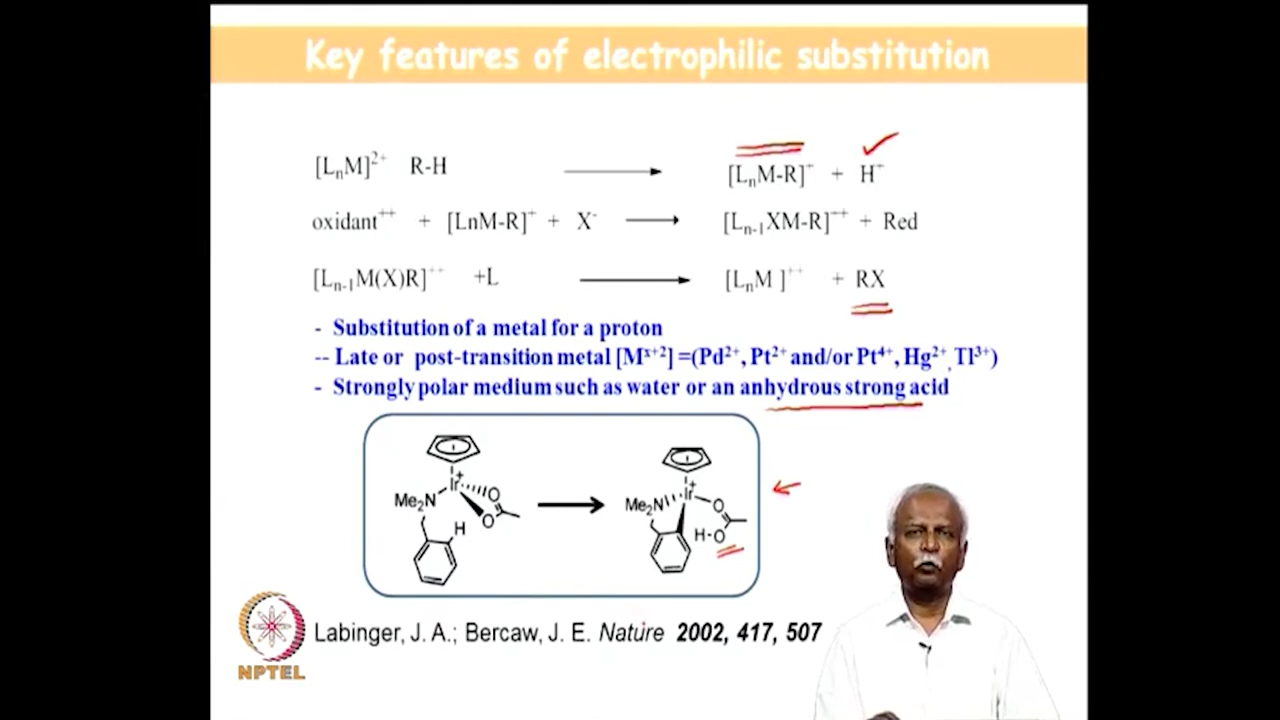 Key features of electrophilic substitution
[LnM]2+ R-H → [LnM-R]+ + H+
oxidant++ + [LnM-R]+ + X- → [Ln-1XM-R]++ + Red
[Ln-1M(X)R]++ +L → [LnM ]++ + RX
- Substitution of a metal for a proton
-- Late or post-transition metal [Mx+2] =(Pd2+, Pt2+ and/or Pt4+, Hg2+, Tl3+)
- Strongly polar medium such as water or an anhydrous strong acid
Ir+
Me2N
O
O
H
Ir+
Me2N
O
H-O
NPTEL
Labinger, J. A.; Bercaw, J. E. Nature 2002, 417, 507